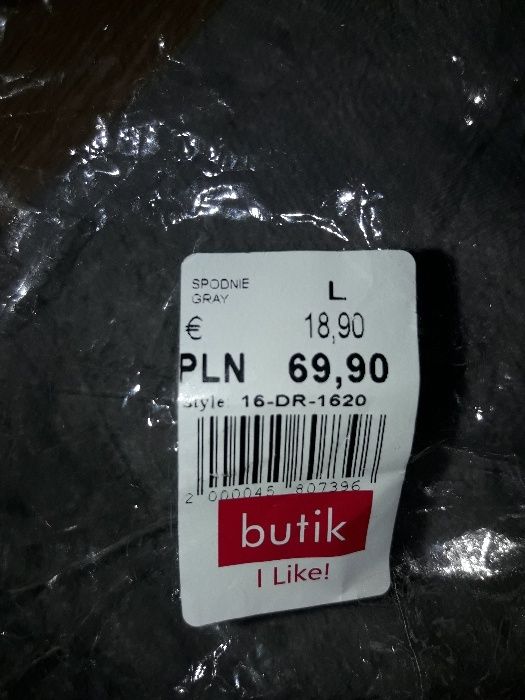 SPODNIE
GRAY L
€ 18,90
PLN 69,90
Style: 16-DR-1620
2 000045 807396
butik
I Like!